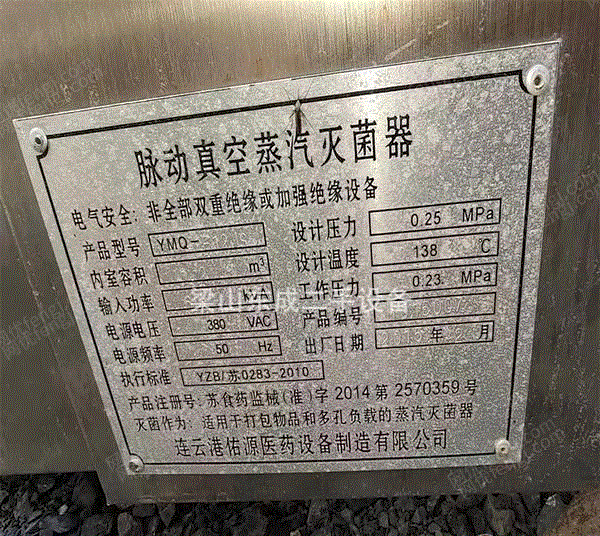 脉动真空蒸汽灭菌器
电气安全：非全部双重绝缘或加强绝缘设备
产品型号 YMQ- 设计压力 0.25 MPa
内室容积 m³ 设计温度 138 ℃
输入功率 工作压力 0.23 MPa
电源电压 380 VAC 产品编号
电源频率 50 Hz 出厂日期 年 月
执行标准 YZB/苏0283-2010
产品注册号：苏食药监械(准)字 2014 第 2570359 号
灭菌作为：适用于打包物品和多孔负载的蒸汽灭菌器
连云港佑源医药设备制造有限公司